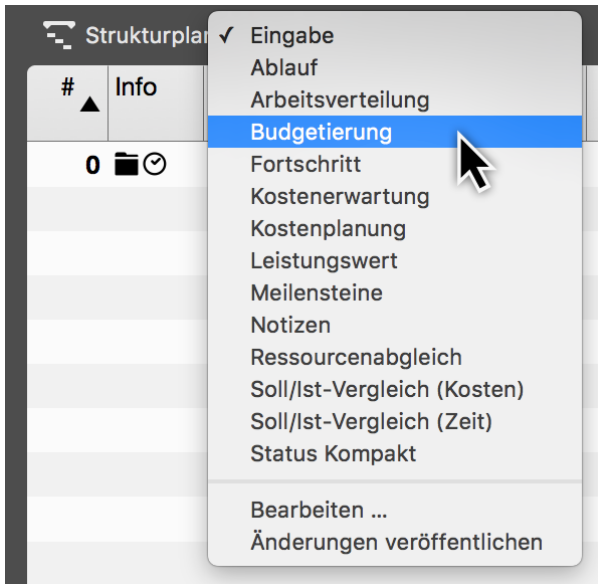 Strukturplan
# Info
0
✓ Eingabe
Ablauf
Arbeitsverteilung
Budgetierung
Fortschritt
Kostenerwartung
Kostenplanung
Leistungswert
Meilensteine
Notizen
Ressourcenabgleich
Soll/Ist-Vergleich (Kosten)
Soll/Ist-Vergleich (Zeit)
Status Kompakt
Bearbeiten ...
Änderungen veröffentlichen